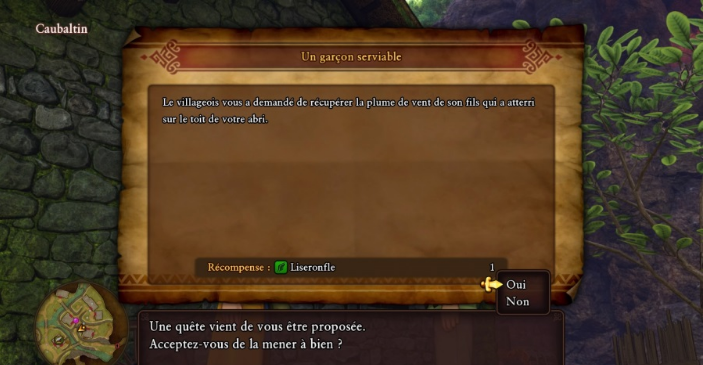 Caubaltin
Un garçon serviable
Le villageois vous a demandé de récupérer la plume de vent de son fils qui a atterri
sur le toit de votre abri.
Récompense : Liseronfle 1
Oui
Non
Une quête vient de vous être proposée.
Acceptez-vous de la mener à bien ?